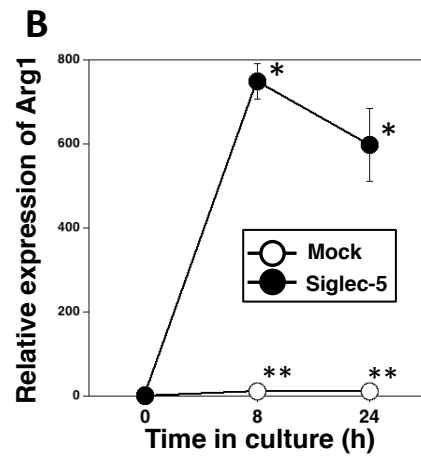 B
Relative expression of Arg1
800
600
400
200
0
*
*
Mock
Siglec-5
**
**
0 8 24
Time in culture (h)